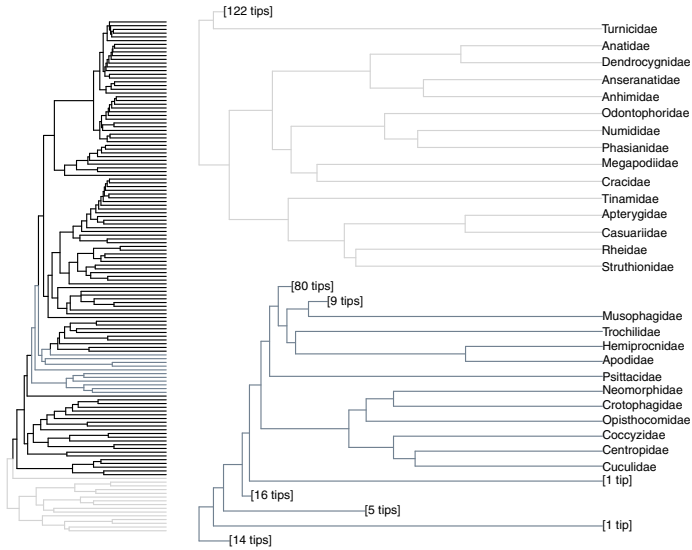 [122 tips]
Turnicidae
Anatidae
Dendrocygnidae
Anseranatidae
Anhimidae
Odontophoridae
Numididae
Phasianidae
Megapodiidae
Cracidae
Tinamidae
Apterygidae
Casuariidae
Rheidae
Struthionidae
[80 tips]
[9 tips]
Musophagidae
Trochilidae
Hemiprocnidae
Apodidae
Psittacidae
Neomorphidae
Crotophagidae
Opisthocomidae
Coccyzidae
Centropidae
Cuculidae
[1 tip]
[16 tips]
[5 tips]
[1 tip]
[14 tips]